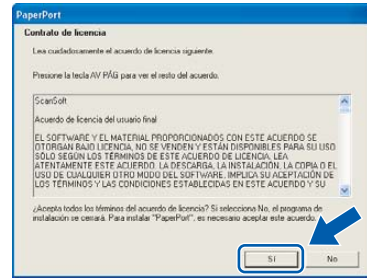 PaperPort
Contrato de licencia
Lea cuidadosamente el acuerdo de licencia siguiente.
Presione la tecla AV PÁG para ver el resto del acuerdo.
ScanSoft
Acuerdo de licencia del usuario final
EL SOFTWARE Y EL MATERIAL PROPORCIONADOS CON ESTE ACUERDO SE
OTORGAN BAJO LICENCIA, NO SE VENDEN Y ESTÁN DISPONIBLES PARA SU USO
SÓLO SEGÚN LOS TÉRMINOS DE ESTE ACUERDO DE LICENCIA. LEA
ATENTAMENTE ESTE ACUERDO. LA DESCARGA, LA INSTALACIÓN, LA COPIA O EL
USO DE CUALQUIER OTRO MODO DEL SOFTWARE, IMPLICA SU ACEPTACIÓN DE
LOS TÉRMINOS Y LAS CONDICIONES ESTABLECIDAS EN ESTE ACUERDO Y SU
¿Acepta todos los términos del acuerdo de licencia? Si selecciona No, el programa de
instalación se cerrará. Para instalar "PaperPort", es necesario aceptar este acuerdo.
Sí
No